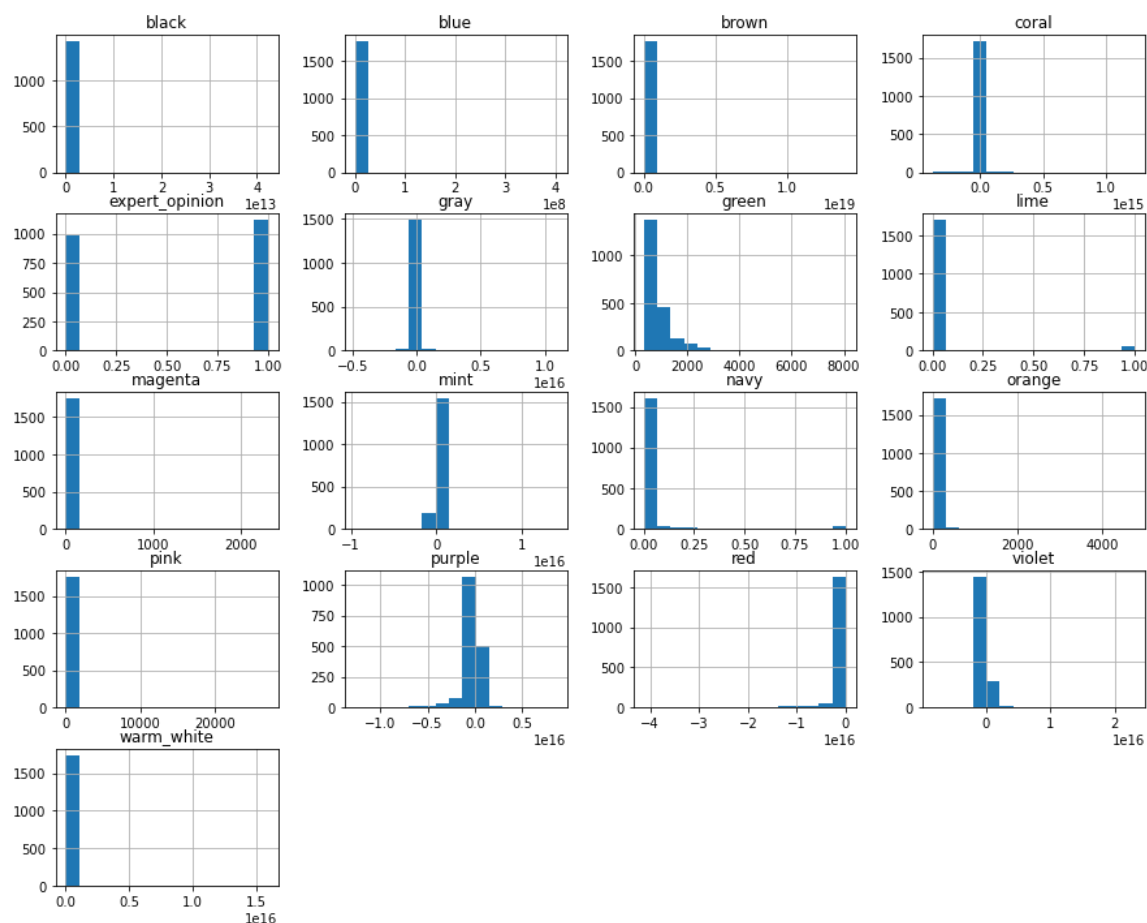 black
1000
500
0
0 1 2 3 4
1e13
blue
1500
1000
500
0
0 1 2 3 4
1e8
brown
1500
1000
500
0
0.0 0.5 1.0
1e19
coral
1500
1000
500
0
0.0 0.5 1.0
1e15
expert_opinion
1000
750
500
250
0
0.00 0.25 0.50 0.75 1.00
gray
1500
1000
500
0
−0.5 0.0 0.5 1.0
1e16
green
1000
500
0
0 2000 4000 6000 8000
lime
1500
1000
500
0
0.00 0.25 0.50 0.75 1.00
magenta
1500
1000
500
0
0 1000 2000
mint
1500
1000
500
0
−1 0 1
1e16
navy
1500
1000
500
0
0.00 0.25 0.50 0.75 1.00
orange
1500
1000
500
0
0 2000 4000
pink
1500
1000
500
0
0 10000 20000
purple
1000
750
500
250
0
−1.0 −0.5 0.0 0.5
1e16
red
1500
1000
500
0
−4 −3 −2 −1 0
1e16
violet
1500
1000
500
0
0 1 2
1e16
warm_white
1500
1000
500
0
0.0 0.5 1.0 1.5
1e16